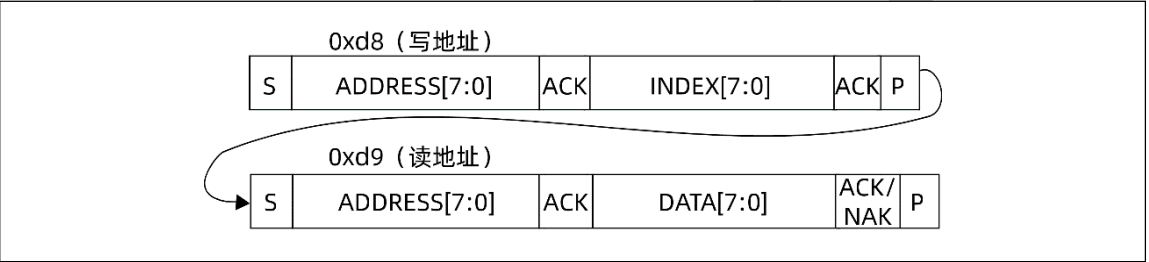 0xd8（写地址）
S ADDRESS[7:0] ACK INDEX[7:0] ACK P
0xd9（读地址）
S ADDRESS[7:0] ACK DATA[7:0] ACK/ NAK P